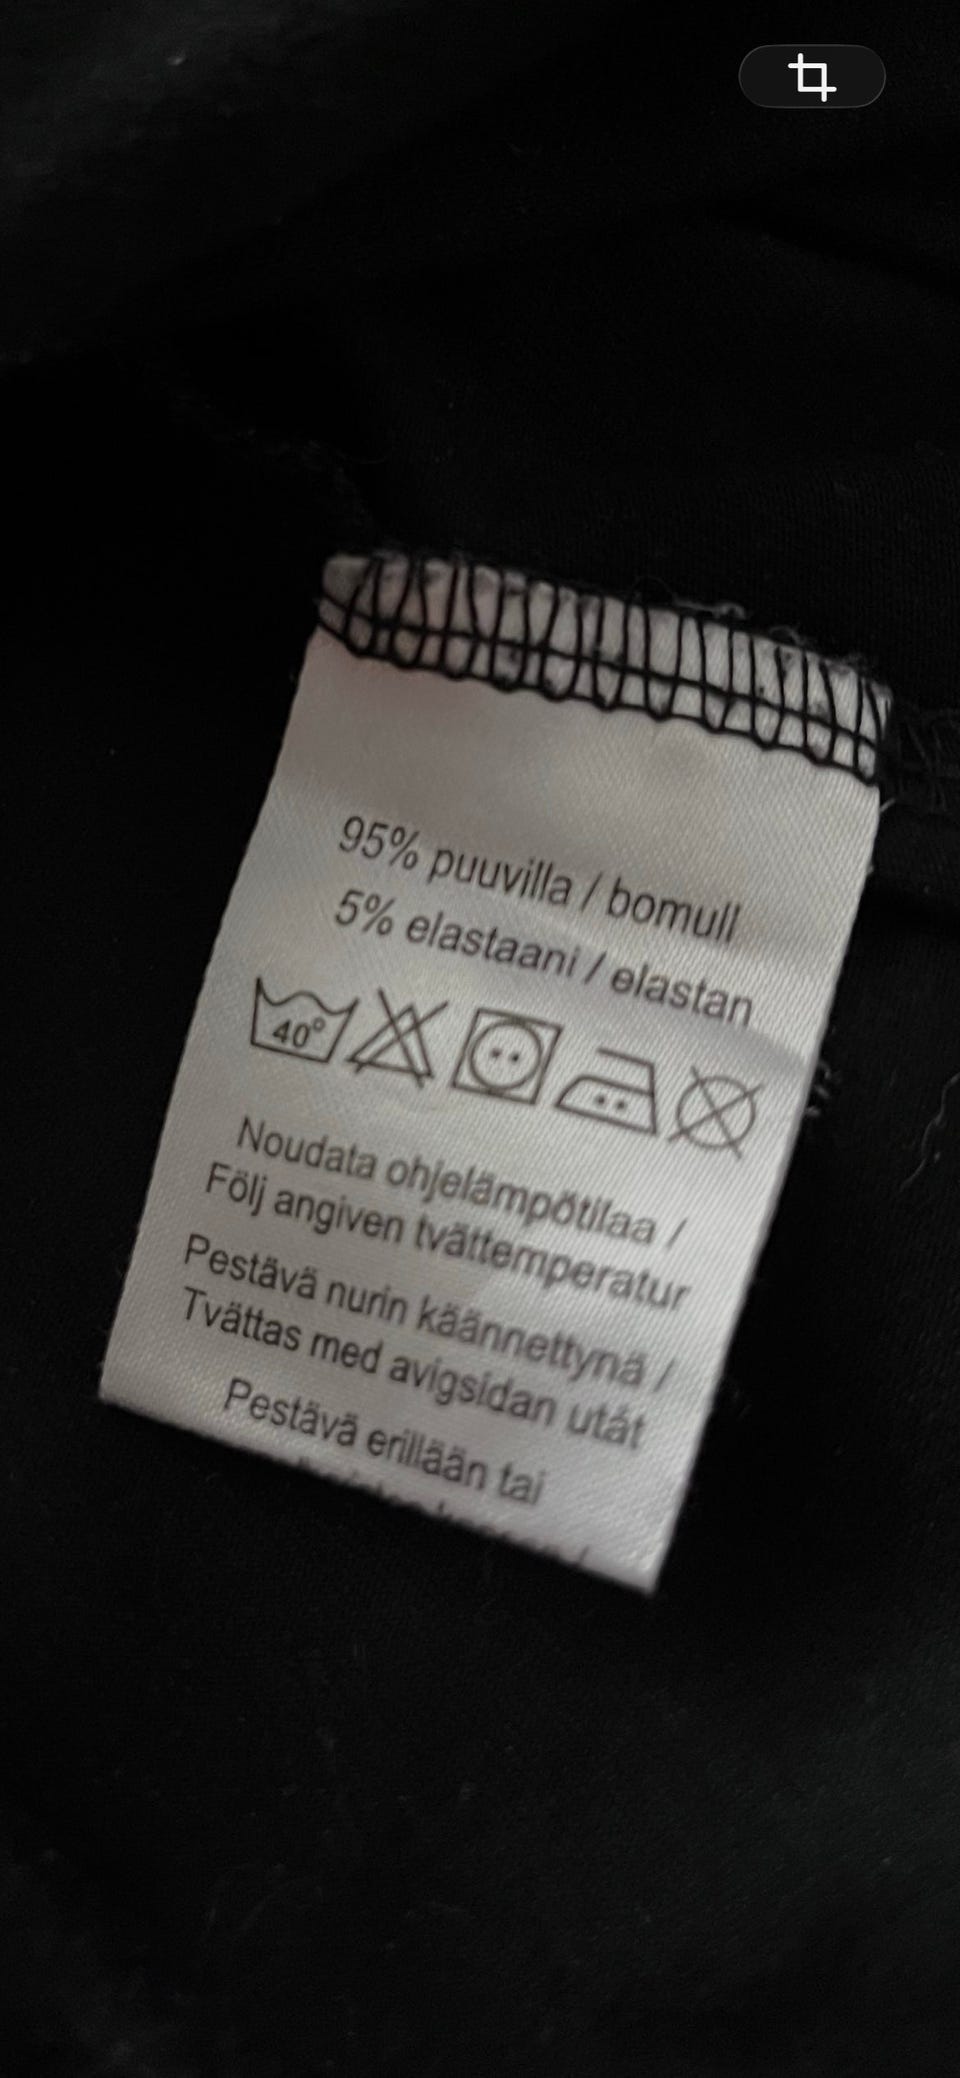 95% puuvilla / bomull
5% elastaani / elastan
40°
Noudata ohjelämpötilaa /
Följ angiven tvättemperatur
Pestävä nurin käännettynä /
Tvättas med avigsidan utåt
Pestävä erillään tai